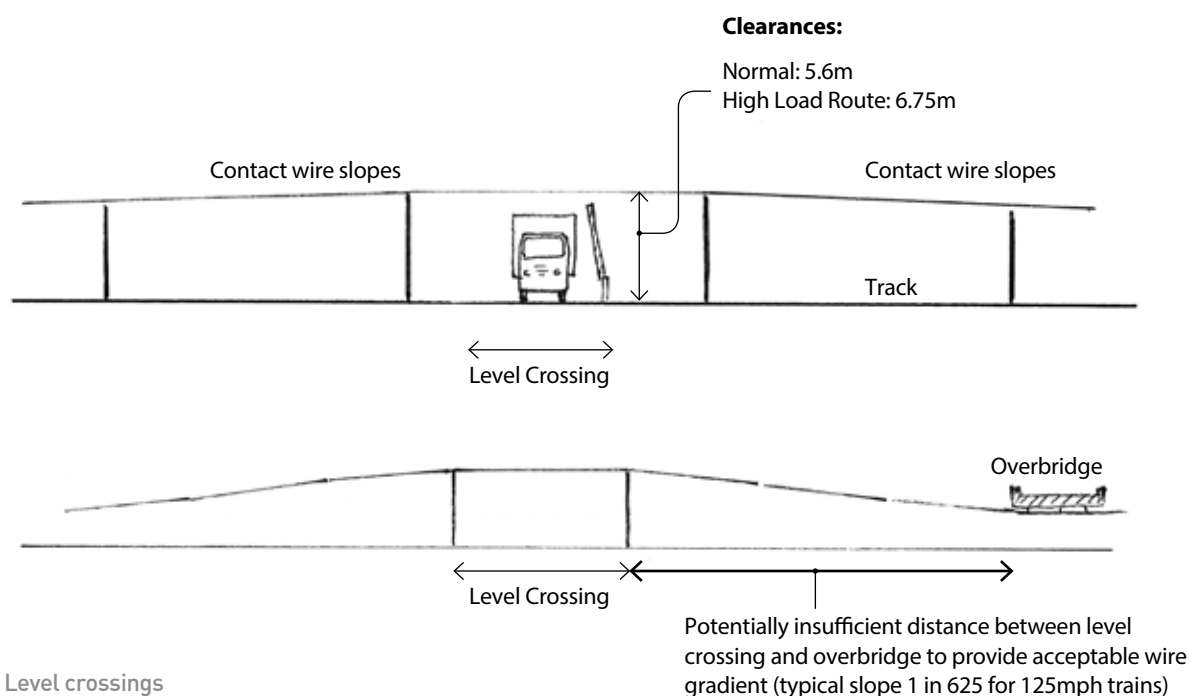 Clearances:
Normal: 5.6m
High Load Route: 6.75m
Contact wire slopes
Contact wire slopes
Track
Level Crossing
Overbridge
Level Crossing
Potentially insufficient distance between level
crossing and overbridge to provide acceptable wire
gradient (typical slope 1 in 625 for 125mph trains)
Level crossings